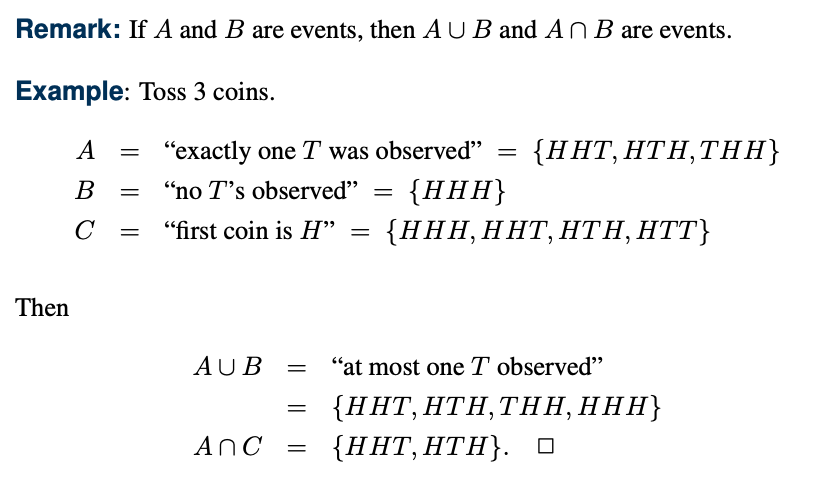 Remark: If A and B are events, then A ∪ B and A ∩ B are events.
Example: Toss 3 coins.
A = “exactly one T was observed” = {HHT, HTH, THH}
B = “no T’s observed” = {HHH}
C = “first coin is H” = {HHH, HHT, HTH, HTT}
Then
A ∪ B = “at most one T observed”
= {HHT, HTH, THH, HHH}
A ∩ C = {HHT, HTH}. □